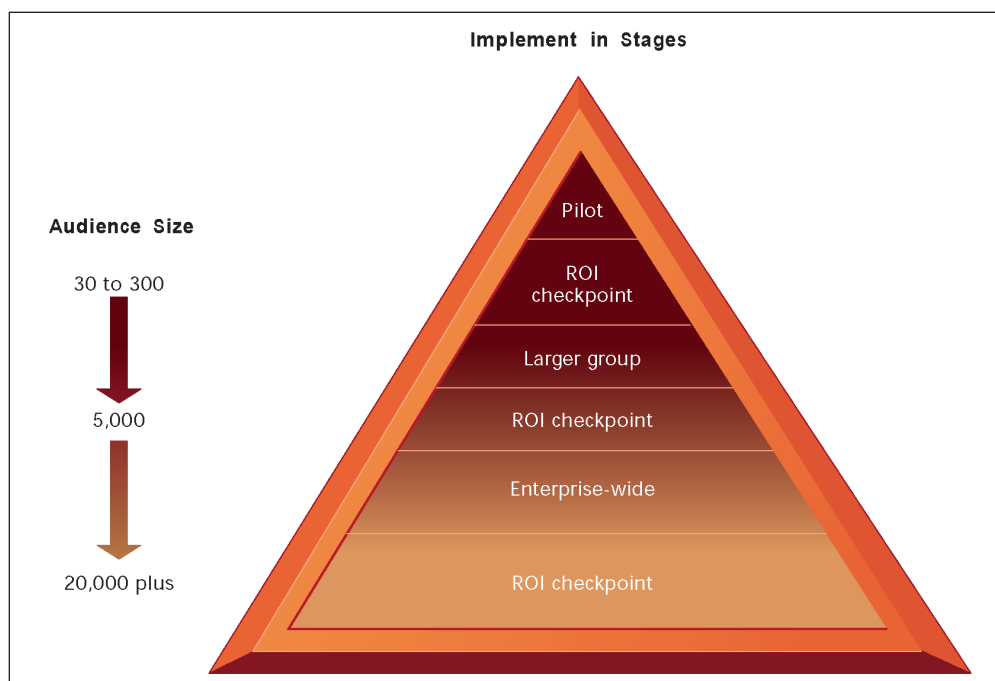 Implement in Stages
Audience Size
30 to 300
5,000
20,000 plus
Pilot
ROI
checkpoint
Larger group
ROI checkpoint
Enterprise-wide
ROI checkpoint